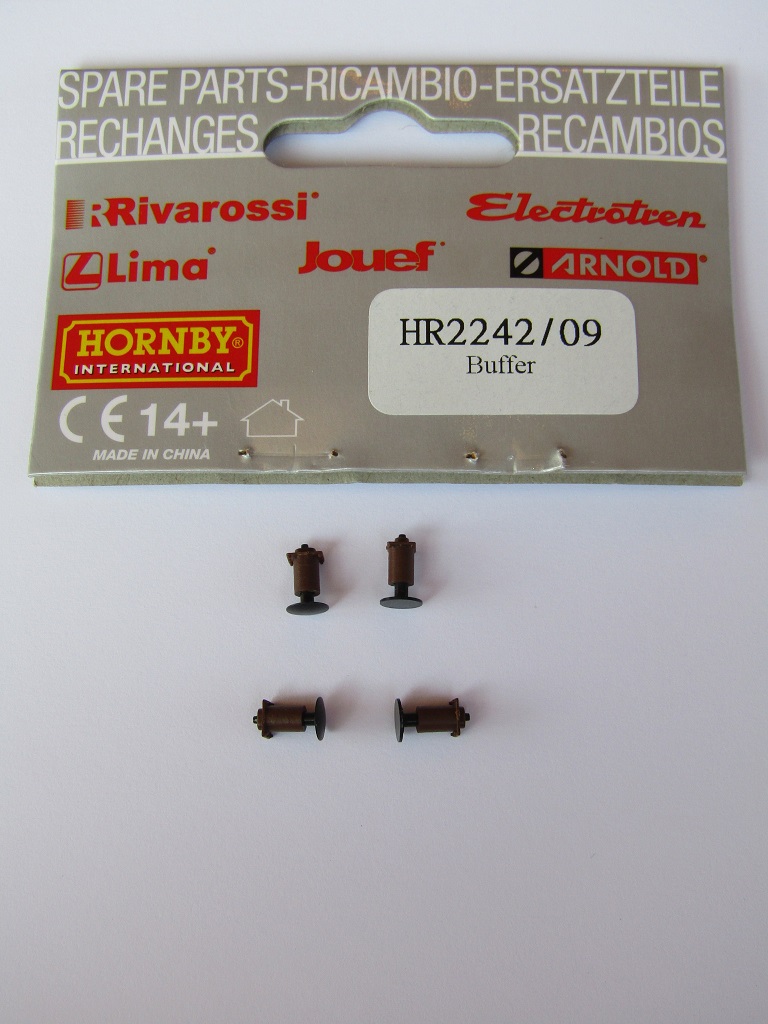 SPARE PARTS-RICAMBIO-ERSATZTEILE
RECHANGES RECAMBIOS
Rivarossi Electrotren
Lima Jouef ARNOLD
HORNBY®
INTERNATIONAL
HR2242/09
Buffer
CE 14+
MADE IN CHINA